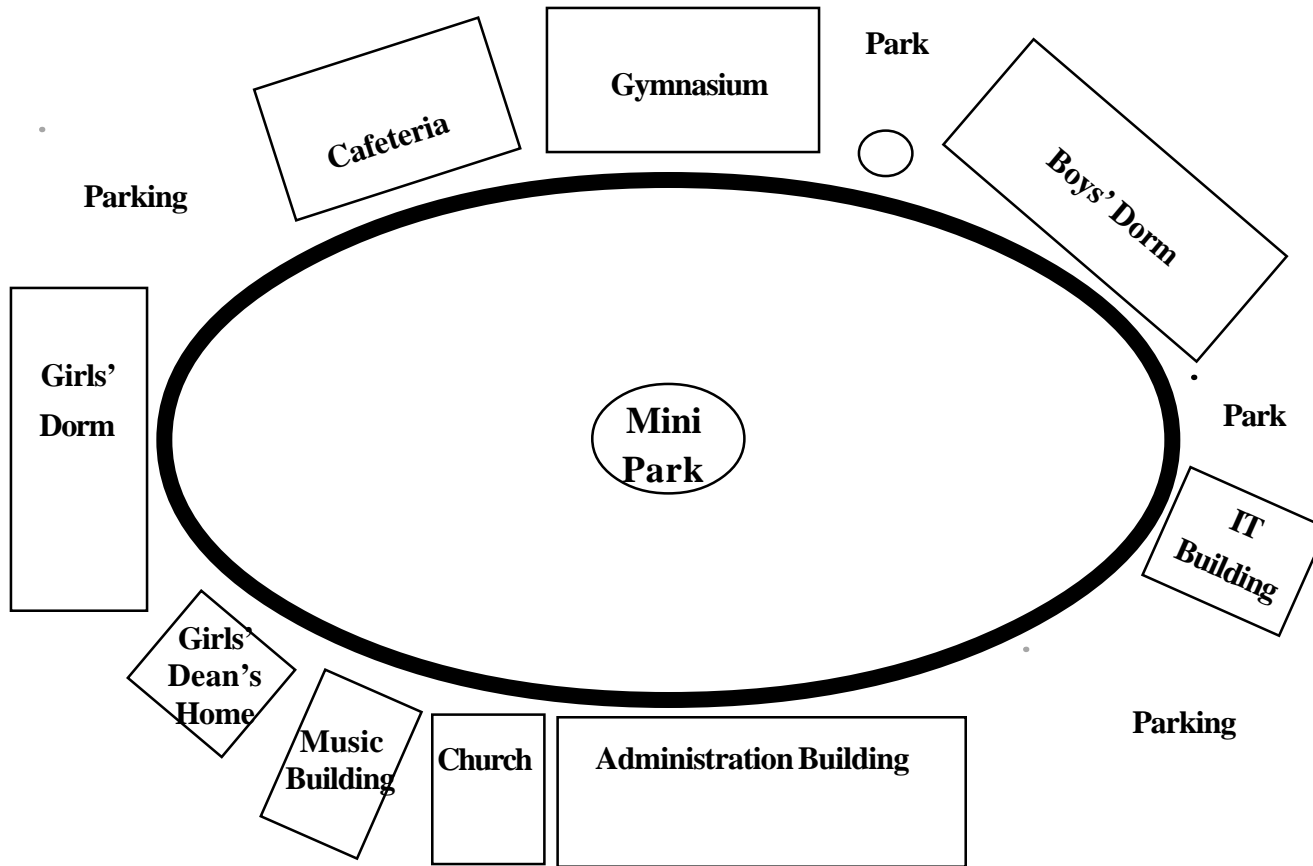 Park
Gymnasium
Cafeteria
Boys’ Dorm
Parking
Girls’
Dorm
Mini
Park
Park
IT
Building
Girls’
Dean’s
Home
Music
Building
Church
Administration Building
Parking